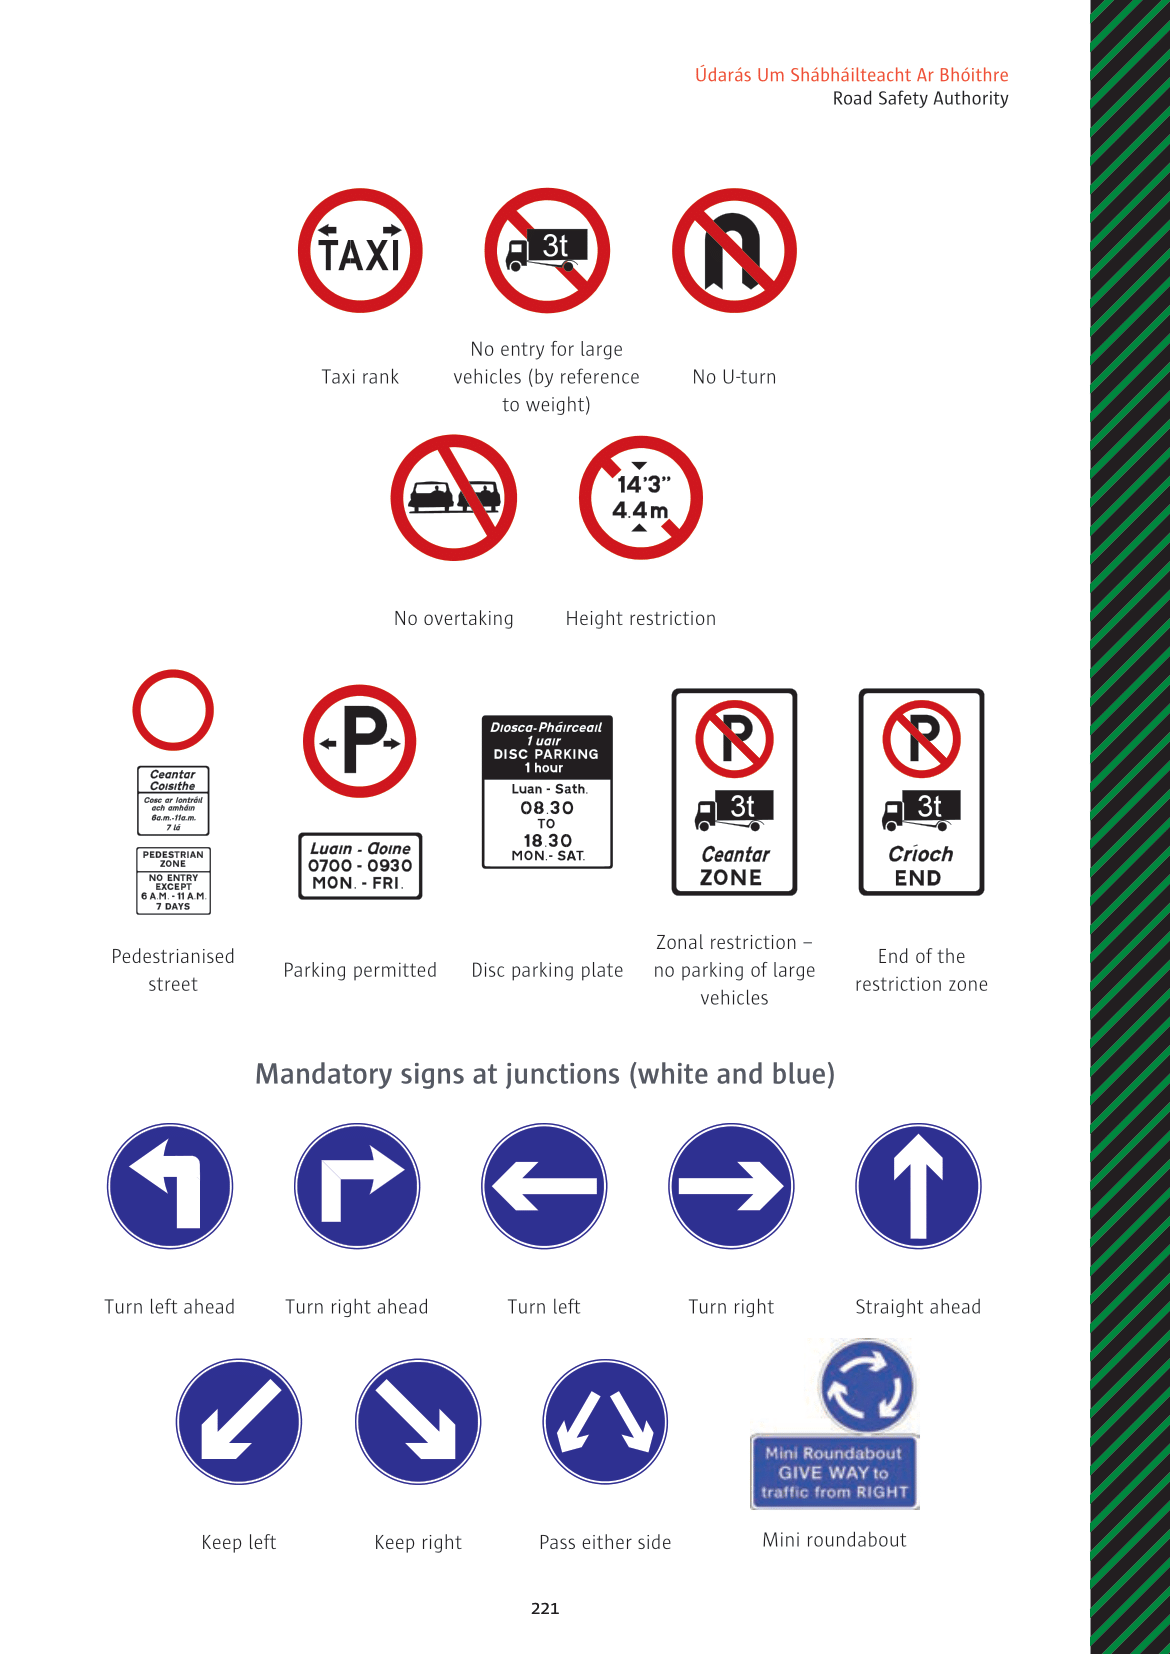 Údarás Um Shábháilteacht Ar Bhóithre
Road Safety Authority
TAXI
3t
Taxi rank
No entry for large
vehicles (by reference
to weight)
No U-turn
14'3"
4.4m
No overtaking
Height restriction
Ceantar
Coisithe
Cosc ar iontráil
ach amháin
6a.m.-11a.m.
7 lá
PEDESTRIAN
ZONE
NO ENTRY
EXCEPT
6 A.M. - 11 A.M.
7 DAYS
P
Luain - Aoine
0700 - 0930
MON. - FRI.
Diosca-Pháirceail
1 uair
DISC PARKING
1 hour
Luan - Sath.
08.30
TO
18.30
MON.- SAT.
P
3t
Ceantar
ZONE
P
3t
Críoch
END
Pedestrianised
street
Parking permitted
Disc parking plate
Zonal restriction –
no parking of large
vehicles
End of the
restriction zone
Mandatory signs at junctions (white and blue)
Turn left ahead
Turn right ahead
Turn left
Turn right
Straight ahead
Mini Roundabout
GIVE WAY to
traffic from RIGHT
Keep left
Keep right
Pass either side
Mini roundabout
221